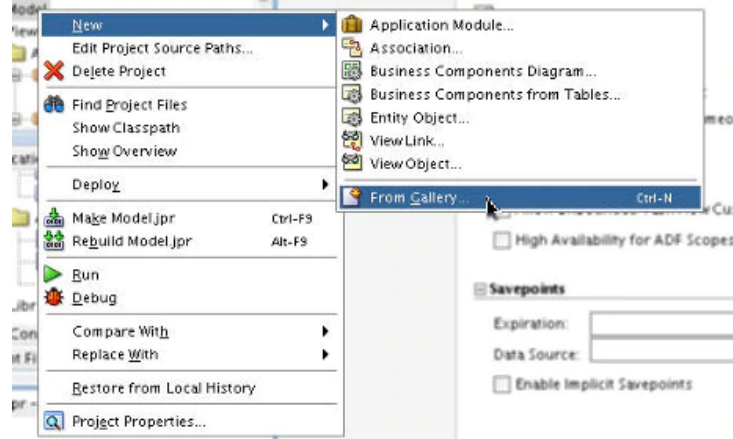 Model
New
Edit Project Source Paths...
Delete Project
Find Project Files
Show Classpath
Show Overview
Deploy
Make Model.jpr Ctrl-F9
Rebuild Model.jpr Alt-F9
Run
Debug
Compare With
Replace With
Restore from Local History
Project Properties...
Application Module...
Association...
Business Components Diagram...
Business Components from Tables...
Entity Object...
View Link...
View Object...
From Gallery... Ctrl-N
High Availability for ADF Scopes
Savepoints
Expiration:
Data Source:
Enable Implicit Savepoints